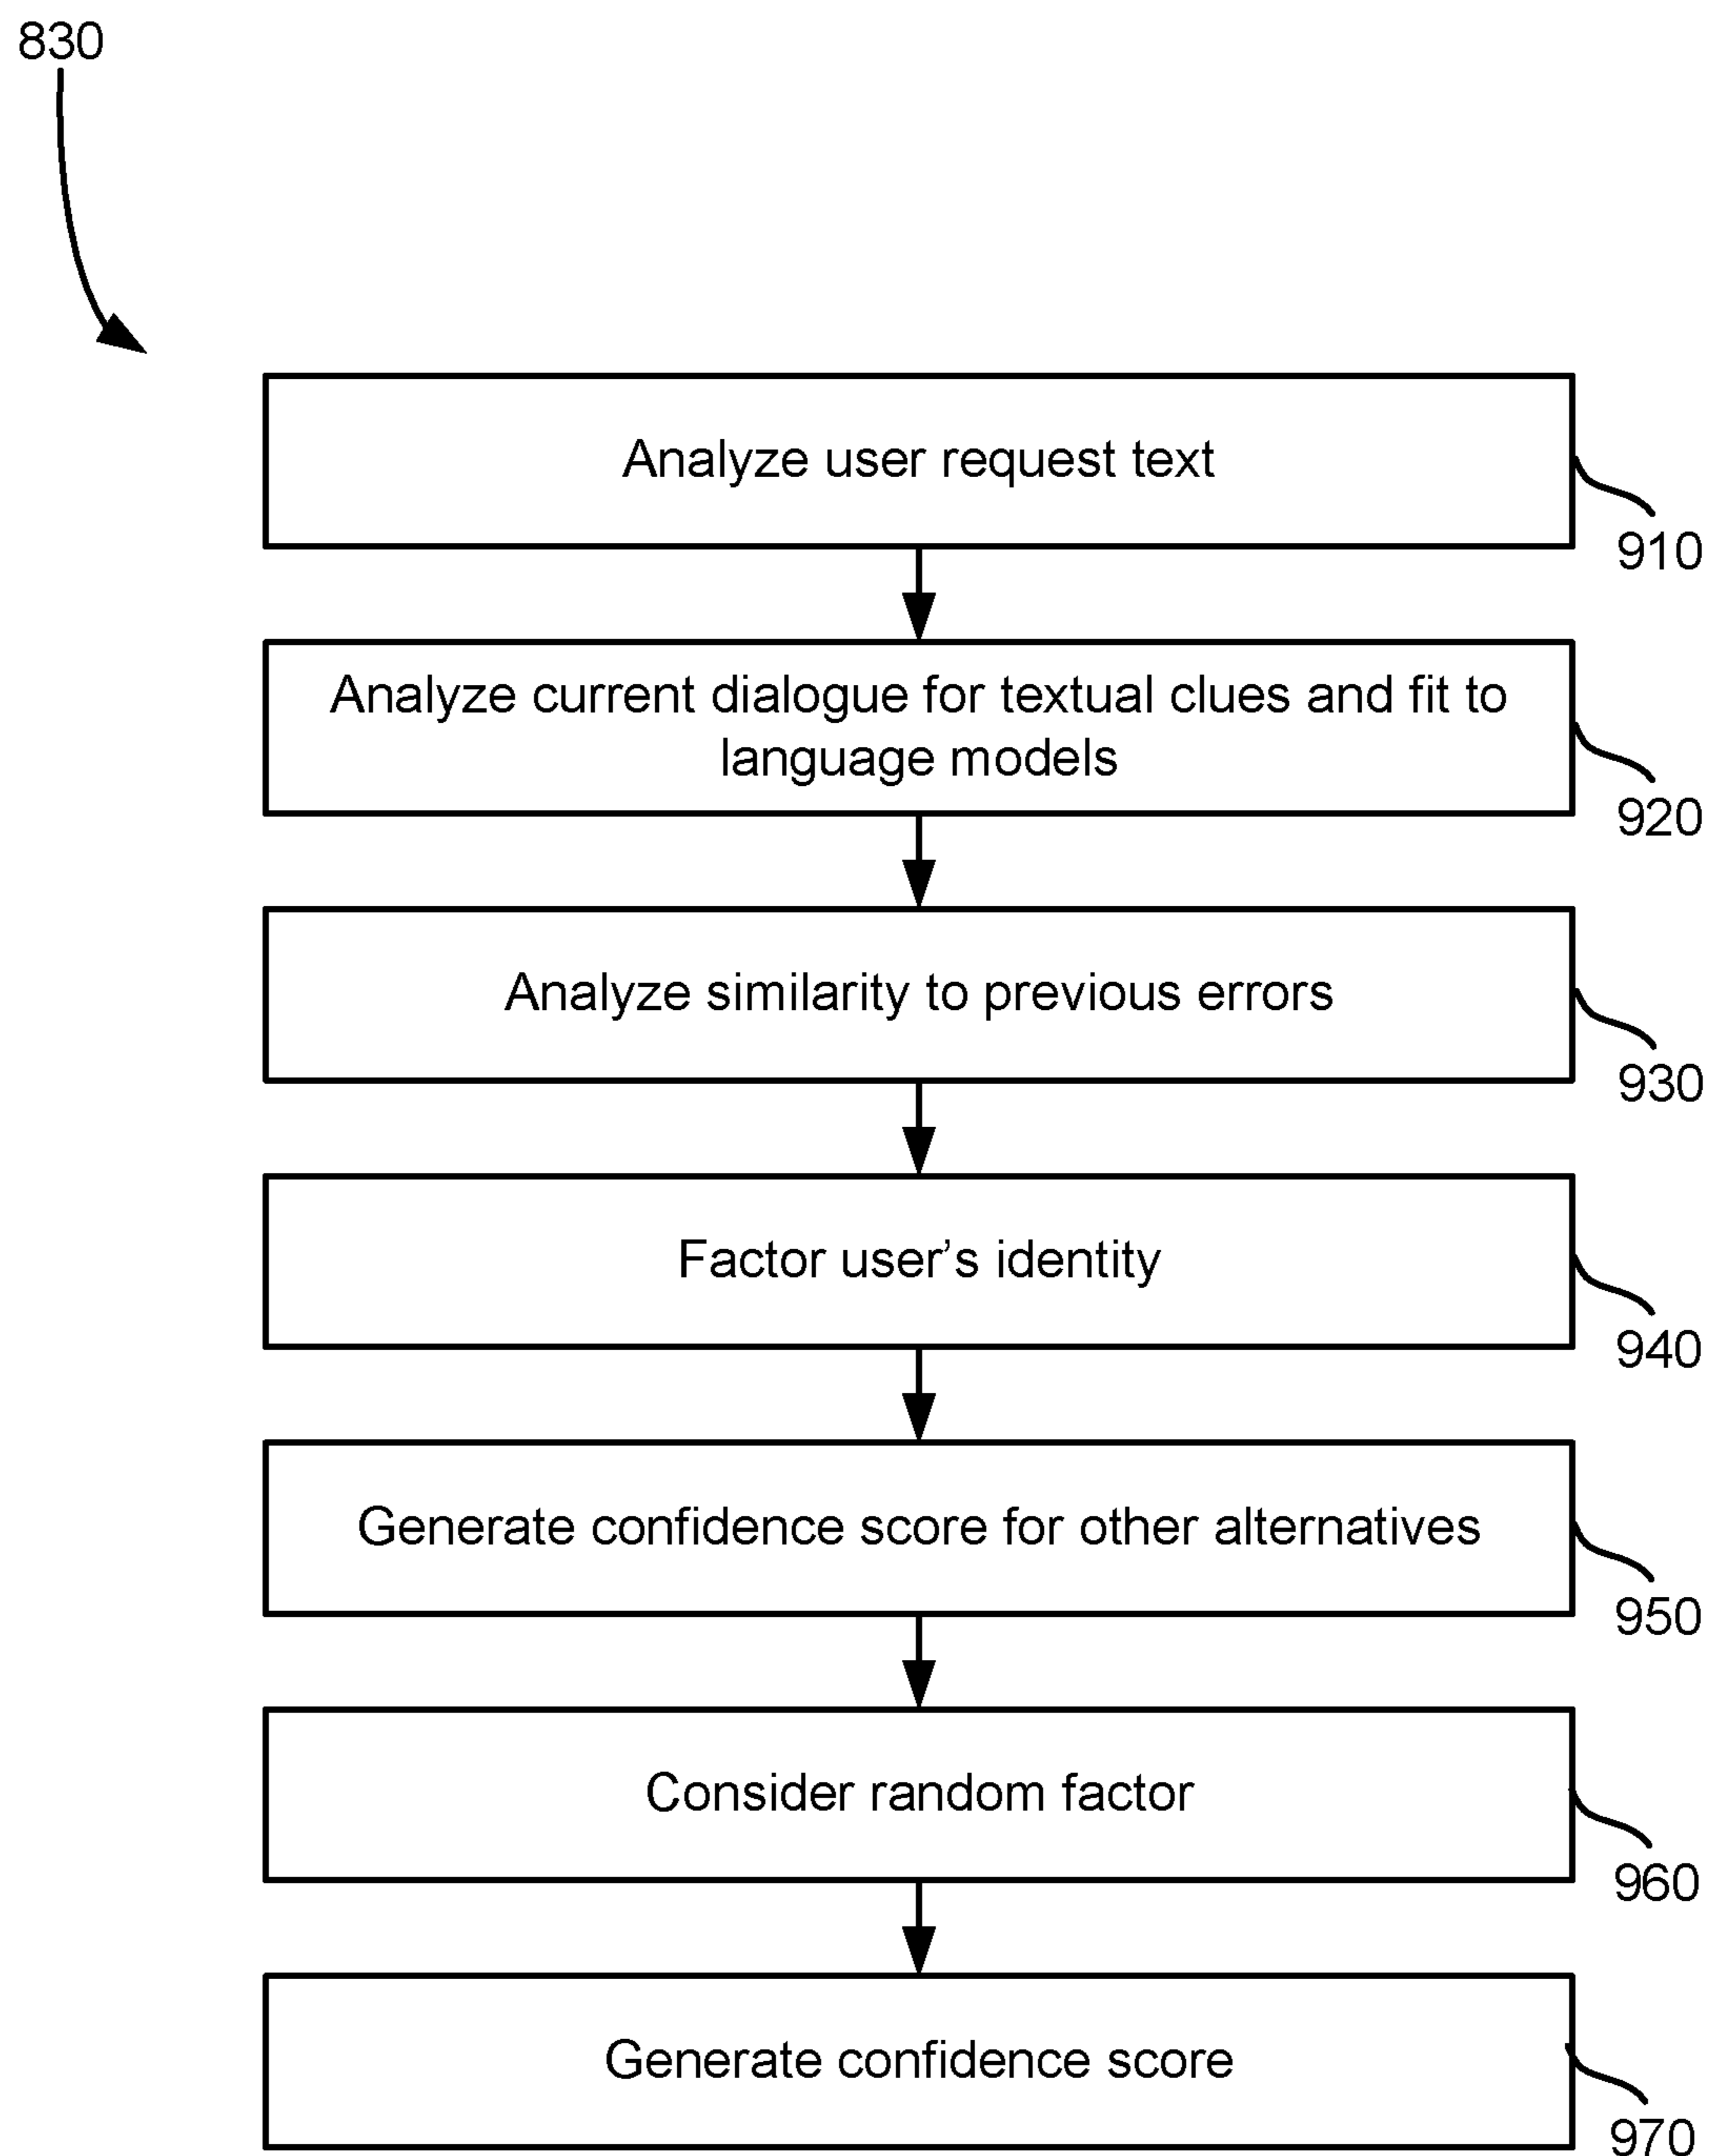 830
Analyze user request text
910
Analyze current dialogue for textual clues and fit to
language models
920
Analyze similarity to previous errors
930
Factor user’s identity
940
Generate confidence score for other alternatives
950
Consider random factor
960
Generate confidence score
970